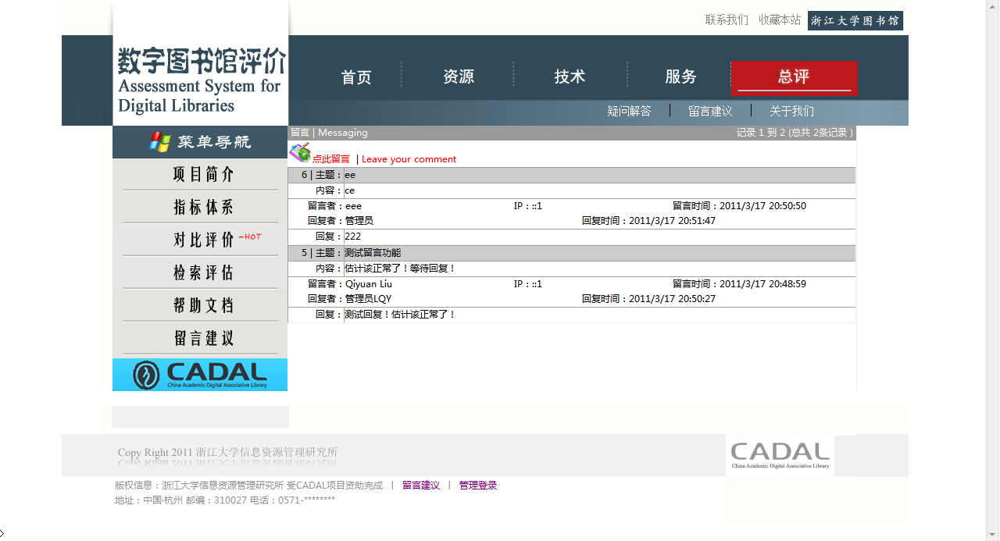 联系我们 收藏本站 浙江大学图书馆
数字图书馆评价
Assessment System for
Digital Libraries
首页 资源 技术 服务 总评
疑问解答 留言建议 关于我们
菜单导航
项目简介
指标体系
对比评价 ~HOT
检索评估
帮助文档
留言建议
CADAL
China Academic Digital Associative Library
留言 | Messaging 记录 1 到 2 (总共 2条记录 )
点此留言 | Leave your comment
6 | 主题：ee
内容：ce
留言者：eee IP：::1 留言时间：2011/3/17 20:50:50
回复者：管理员 回复时间：2011/3/17 20:51:47
回复：222
5 | 主题：测试留言功能
内容：估计该正常了！等待回复！
留言者：Qiyuan Liu IP：::1 留言时间：2011/3/17 20:48:59
回复者：管理员LQY 回复时间：2011/3/17 20:50:27
回复：测试回复！估计该正常了！
Copy Right 2011 浙江大学信息资源管理研究所
CADAL
China Academic Digital Associative Library
版权信息：浙江大学信息资源管理研究所 受CADAL项目资助完成 | 留言建议 | 管理登录
地址：中国·杭州 邮编：310027 电话：0571-********